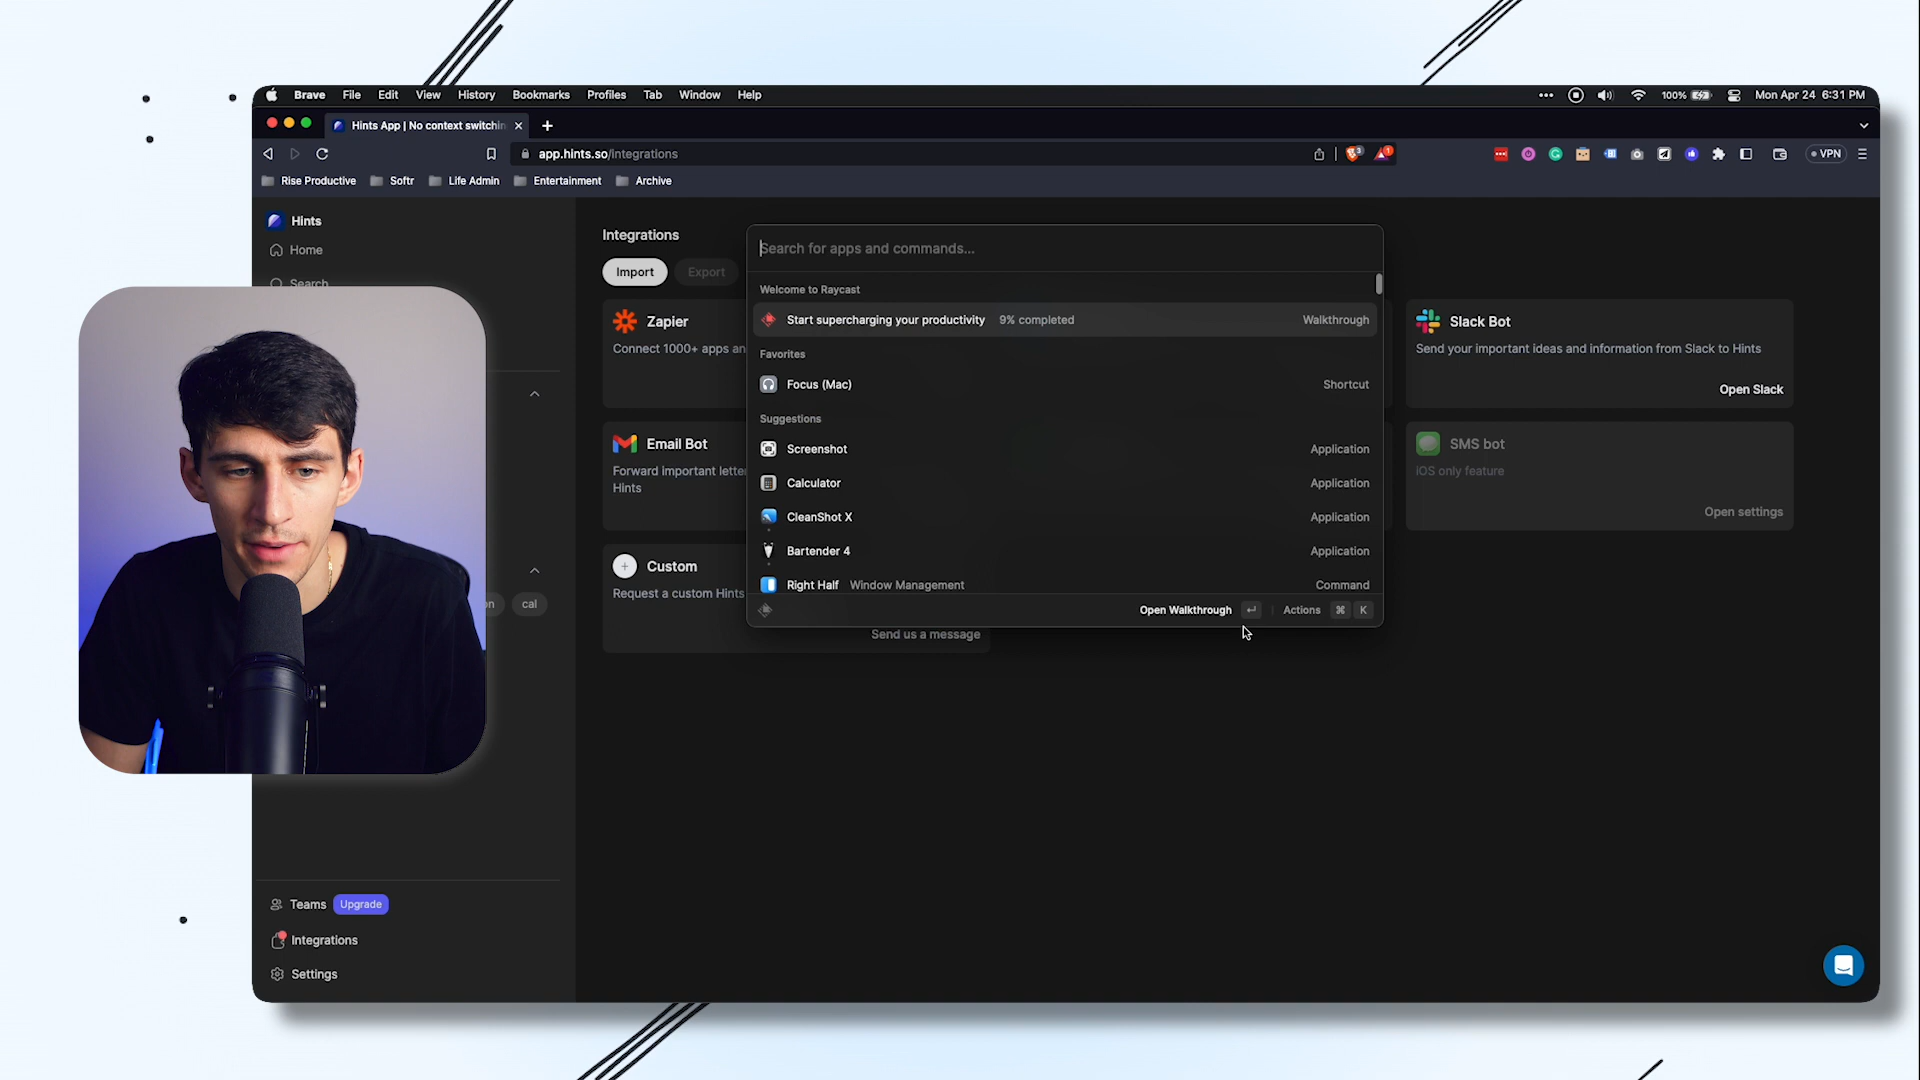 Brave File Edit View History Bookmarks Profiles Tab Window Help
100% Mon Apr 24 6:31 PM
Hints App | No context switchin
app.hints.so/integrations
3
1
VPN
Rise Productive Softr Life Admin Entertainment Archive
Hints
Home
Search
on cal
Teams Upgrade
Integrations
Settings
Integrations
Import Export
Zapier
Connect 1000+ apps an
Email Bot
Forward important lette
Hints
Custom
Request a custom Hints
Send us a message
Slack Bot
Send your important ideas and information from Slack to Hints
Open Slack
SMS bot
iOS only feature
Open settings
Search for apps and commands...
Welcome to Raycast
Start supercharging your productivity 9% completed Walkthrough
Favorites
Focus (Mac) Shortcut
Suggestions
Screenshot Application
Calculator Application
CleanShot X Application
Bartender 4 Application
Right Half Window Management Command
Open Walkthrough ↵ Actions ⌘ K